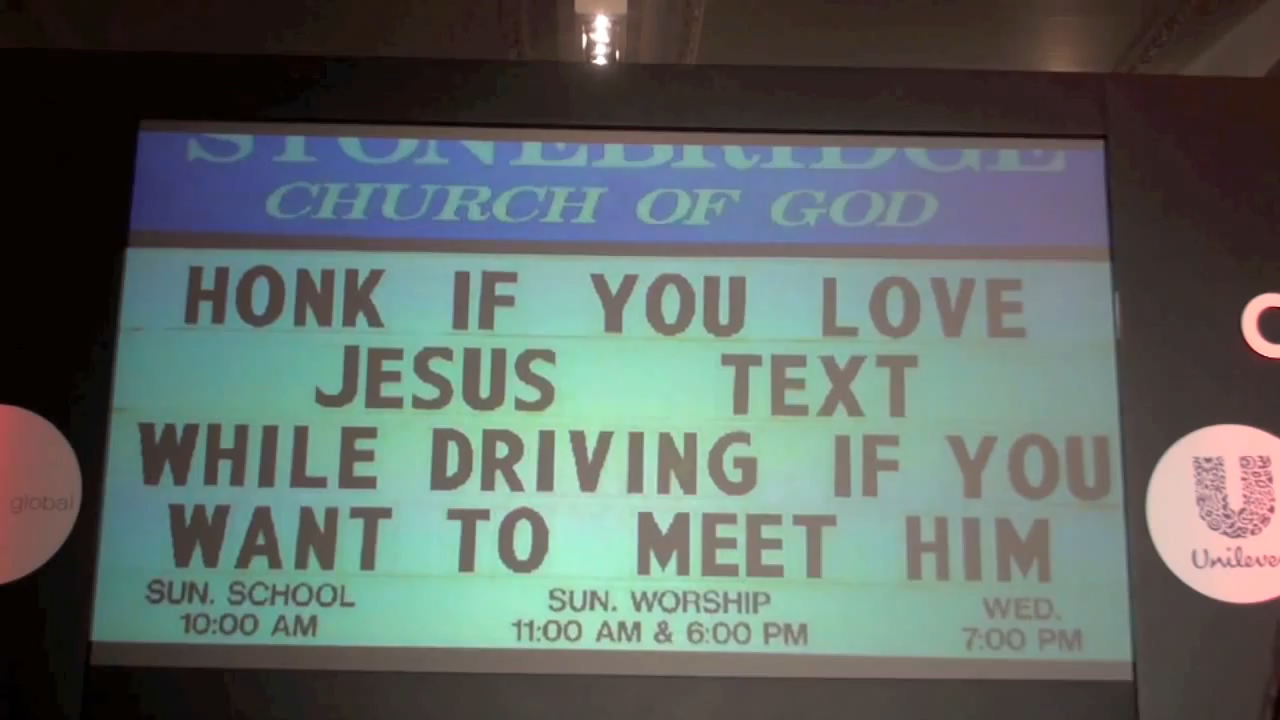 STONEBRIDGE
CHURCH OF GOD
HONK IF YOU LOVE
JESUS TEXT
WHILE DRIVING IF YOU
WANT TO MEET HIM
SUN. SCHOOL
10:00 AM
SUN. WORSHIP
11:00 AM & 6:00 PM
WED.
7:00 PM
global
Unilever